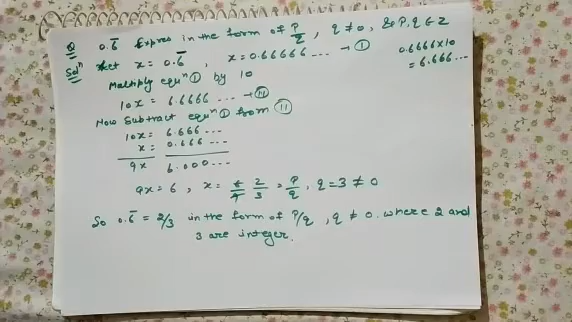 Q 0.6̅ Expres in the form of P/q, q ≠ 0, & P, q ∈ Z
Solⁿ let x = 0.6̅, x = 0.66666... → ①
0.6666×10
= 6.666...
Multiply equⁿ ① by 10
10x = 6.6666 ... → ⑪
Now Subtract equⁿ ① from ⑪
10x = 6.666...
x = 0.666...
9x 6.000...
9x = 6, x = 6/9 2/3 = P/q, q = 3 ≠ 0
So 0.6̅ = 2/3 in the form of P/q, q ≠ 0. where 2 and
3 are integer.